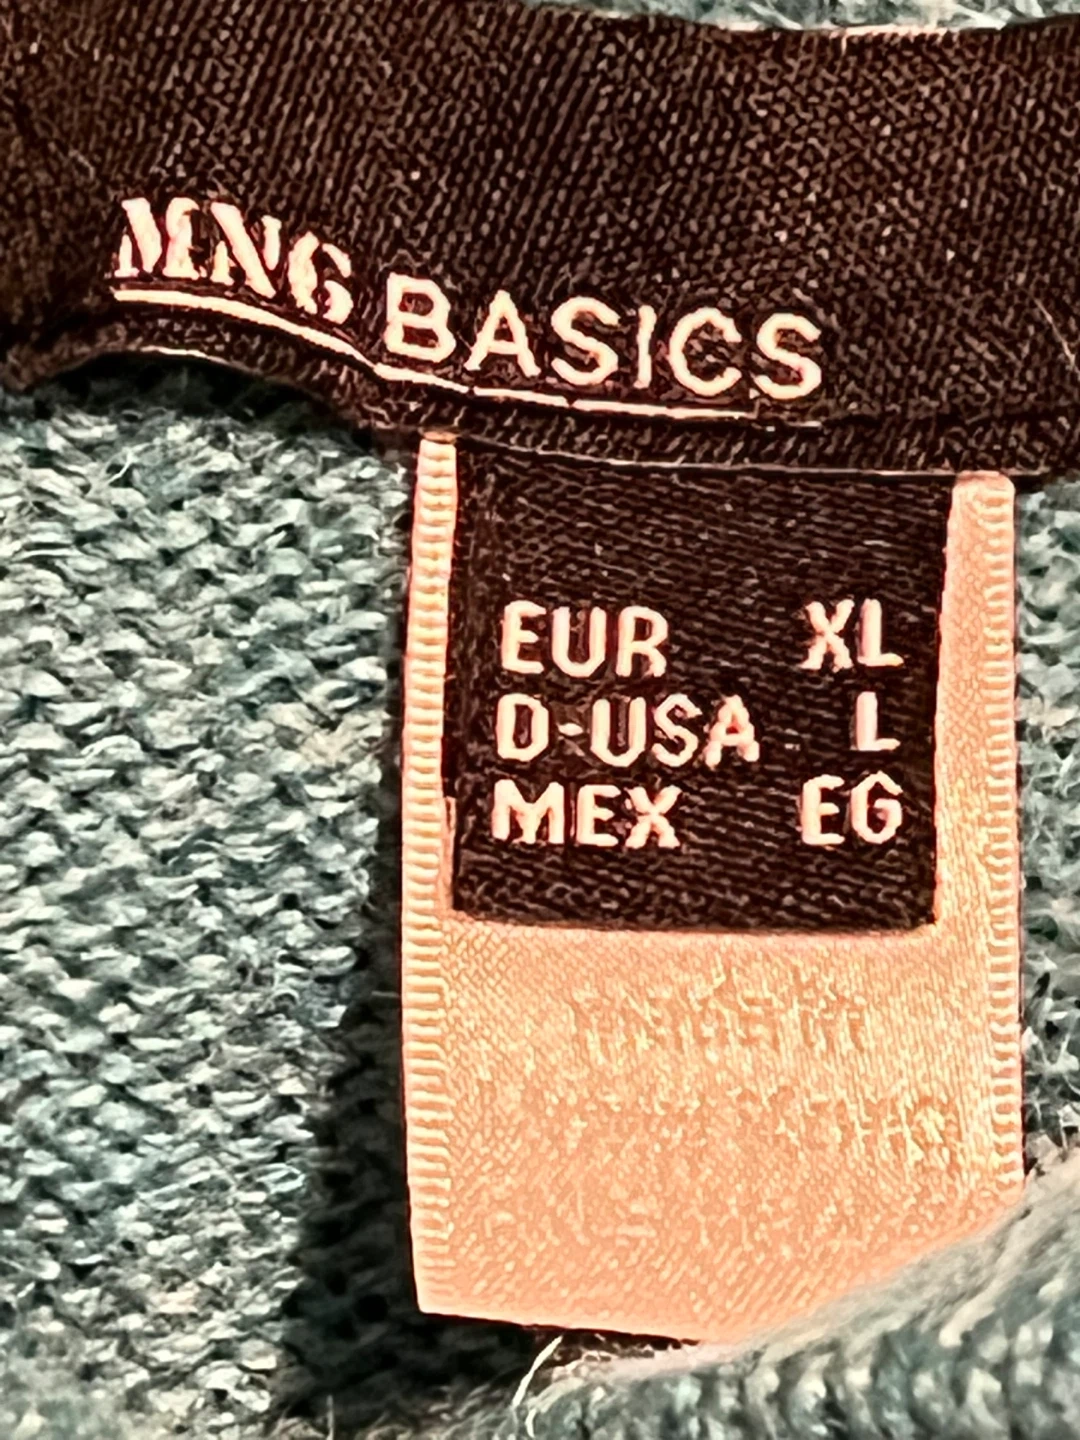 MNG BASICS
EUR XL
D-USA L
MEX EG